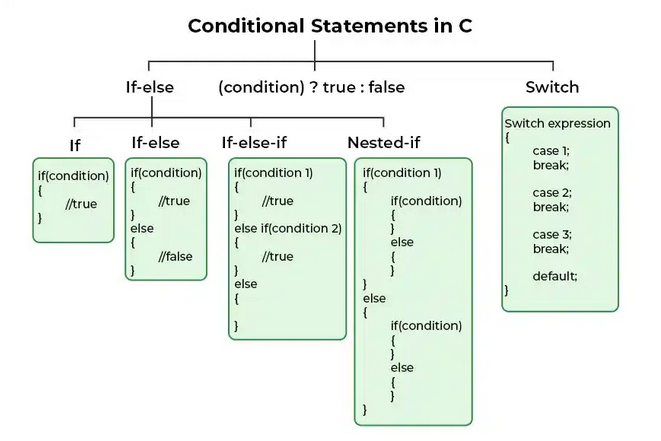 Conditional Statements in C
If-else
(condition) ? true : false
Switch
If
if(condition)
{
//true
}
If-else
if(condition)
{
//true
}
else
{
//false
}
If-else-if
if(condition 1)
{
//true
}
else if(condition 2)
{
//true
}
else
{
}
Nested-if
if(condition 1)
{
if(condition)
{
}
else
{
}
}
else
{
if(condition)
{
}
else
{
}
}
Switch expression
{
case 1;
break;
case 2;
break;
case 3;
break;
default;
}